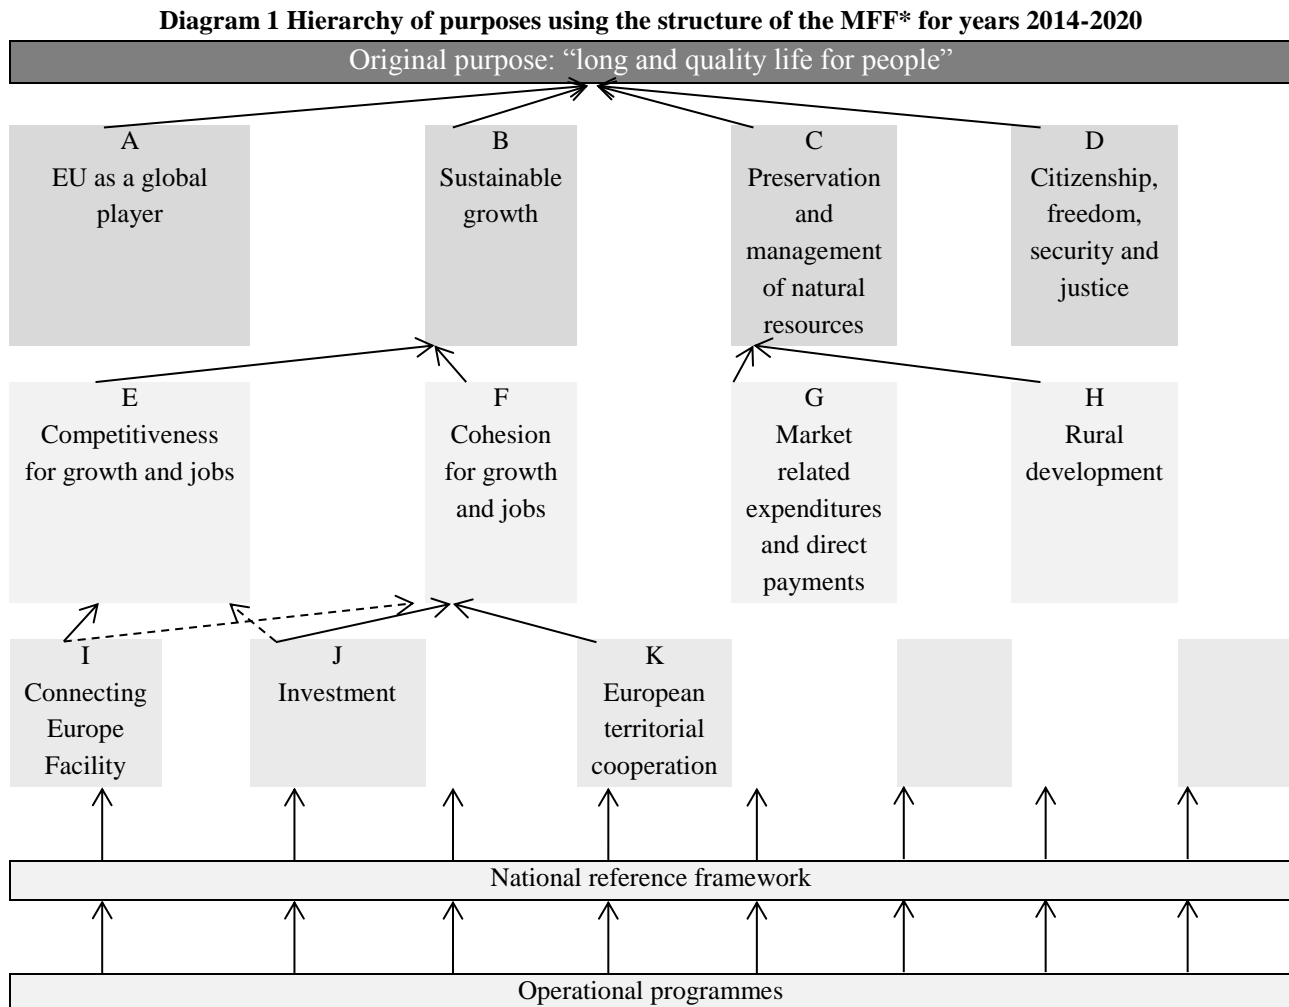 Diagram 1 Hierarchy of purposes using the structure of the MFF* for years 2014-2020
Original purpose: “long and quality life for people”
A
EU as a global
player
B
Sustainable
growth
C
Preservation
and
management
of natural
resources
D
Citizenship,
freedom,
security and
justice
E
Competitiveness
for growth and jobs
F
Cohesion
for growth
and jobs
G
Market
related
expenditures
and direct
payments
H
Rural
development
I
Connecting
Europe
Facility
J
Investment
K
European
territorial
cooperation
National reference framework
Operational programmes